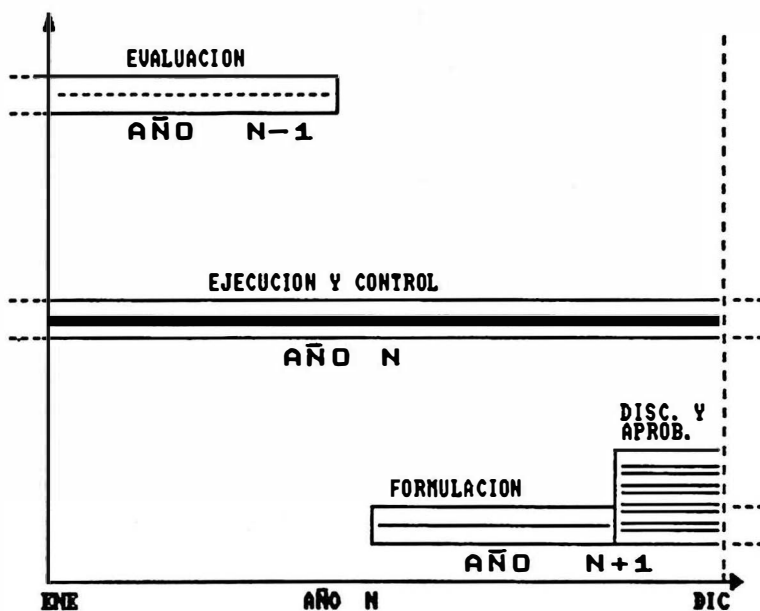 EVALUACION
AÑO N-1
EJECUCION Y CONTROL
AÑO N
DISC. Y
APROB.
FORMULACION
AÑO N+1
ENE AÑO N DIC